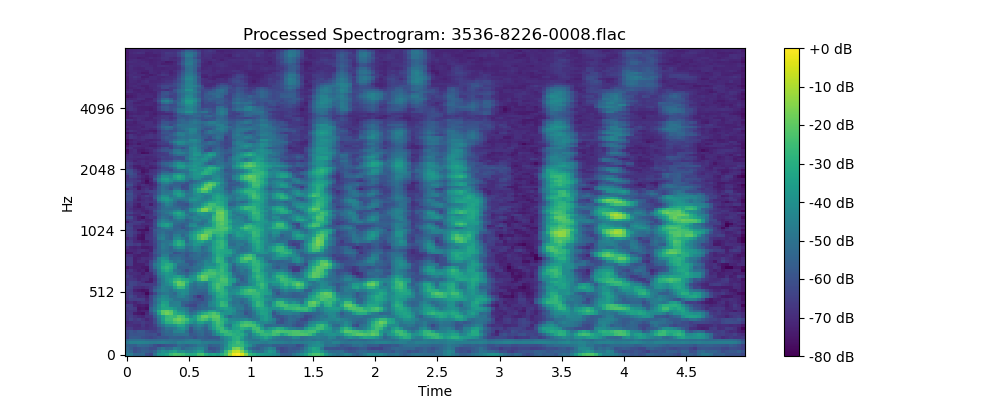 Processed Spectrogram: 3536-8226-0008.flac
Hz
4096
2048
1024
512
0
0 0.5 1 1.5 2 2.5 3 3.5 4 4.5
Time
+0 dB
-10 dB
-20 dB
-30 dB
-40 dB
-50 dB
-60 dB
-70 dB
-80 dB